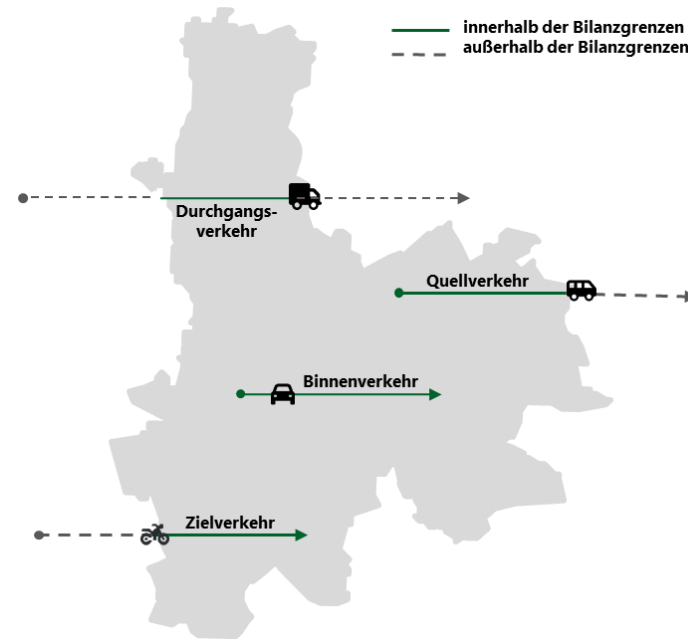 innerhalb der Bilanzgrenzen
außerhalb der Bilanzgrenzen
Durchgangs-
verkehr
Quellverkehr
Binnenverkehr
Zielverkehr